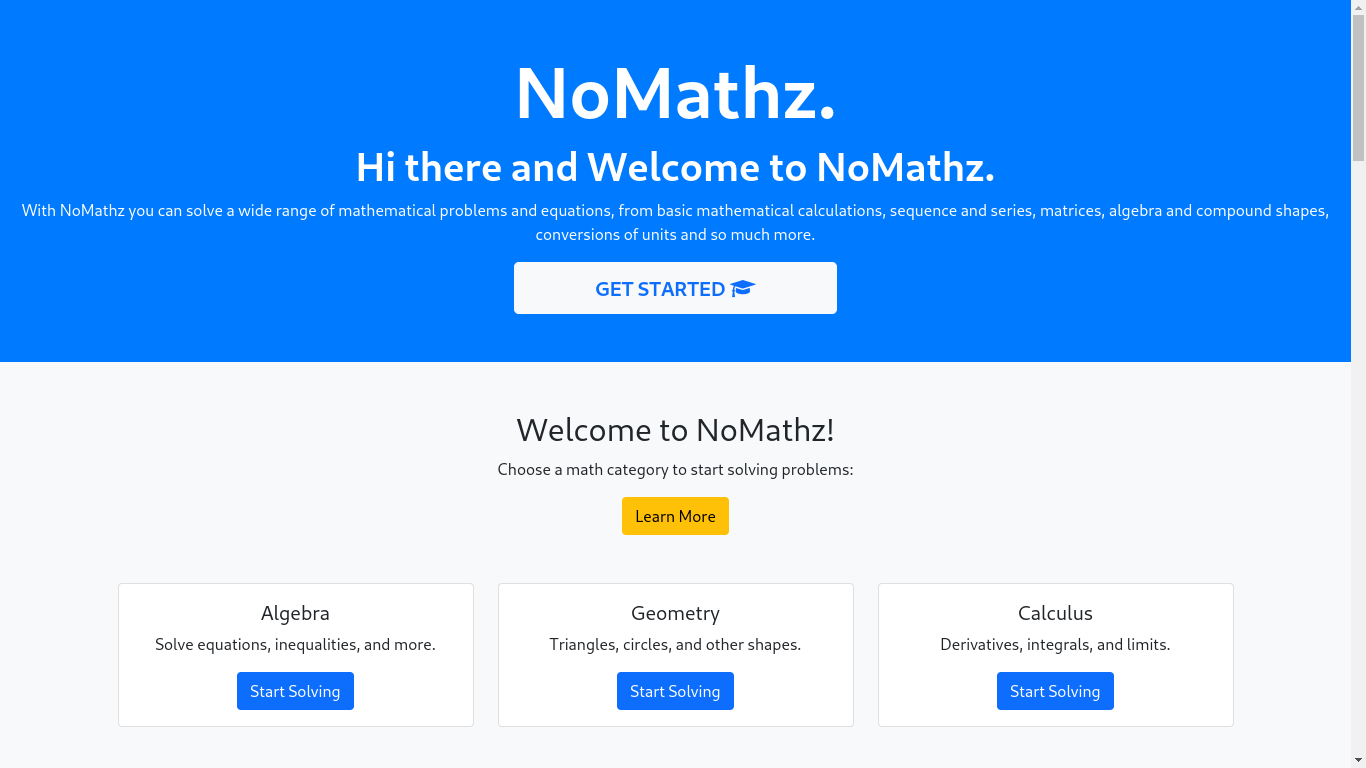 NoMathz.
Hi there and Welcome to NoMathz.
With NoMathz you can solve a wide range of mathematical problems and equations, from basic mathematical calculations, sequence and series, matrices, algebra and compound shapes,
conversions of units and so much more.
GET STARTED
Welcome to NoMathz!
Choose a math category to start solving problems:
Learn More
Algebra
Solve equations, inequalities, and more.
Start Solving
Geometry
Triangles, circles, and other shapes.
Start Solving
Calculus
Derivatives, integrals, and limits.
Start Solving